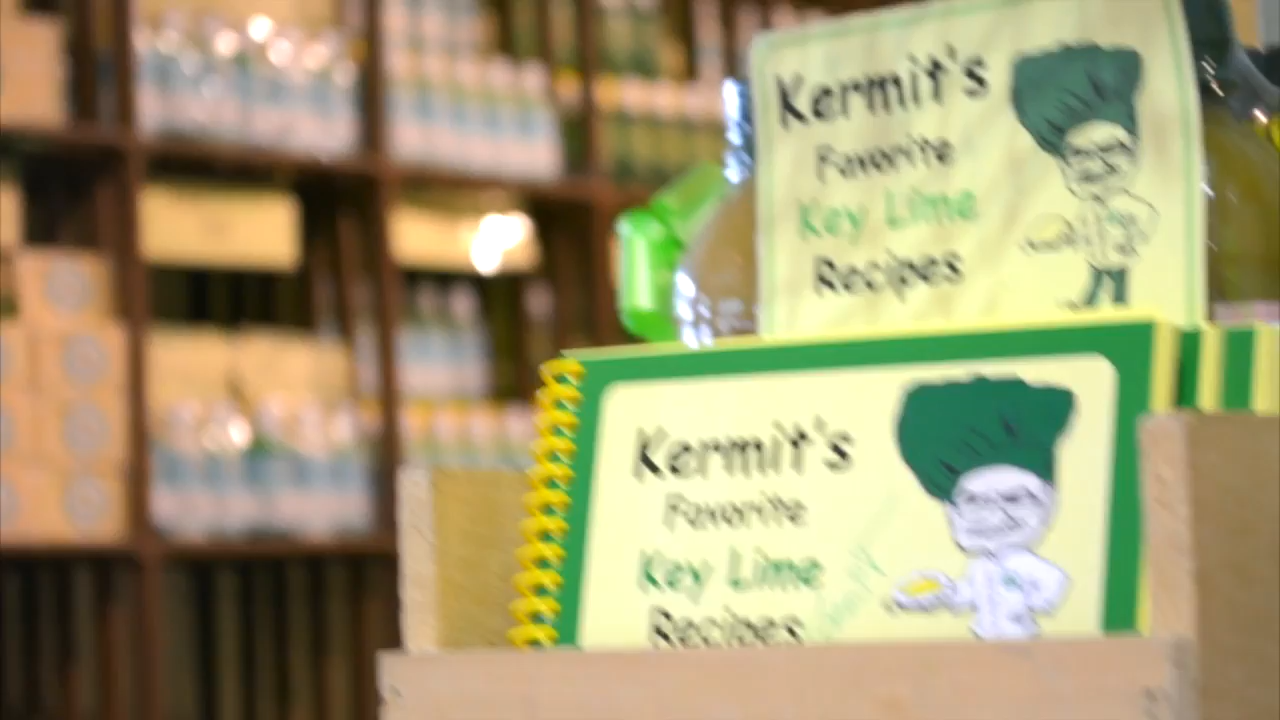 Kermit's
Favorite
Key Lime
Recipes
Kermit's
Favorite
Key Lime
Recipes